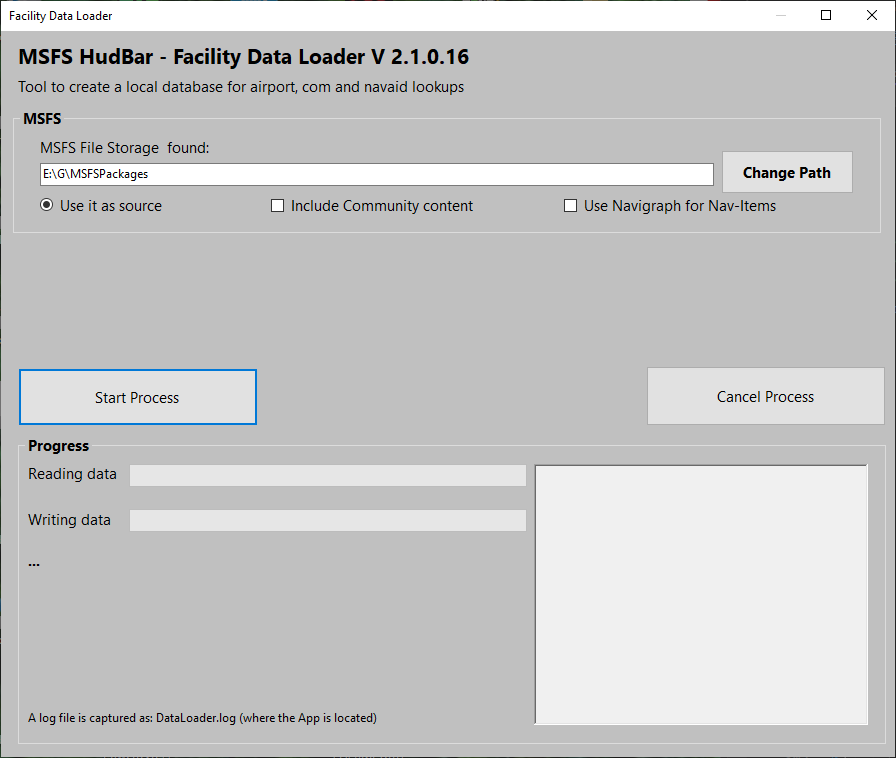 Facility Data Loader
MSFS HudBar - Facility Data Loader V 2.1.0.16
Tool to create a local database for airport, com and navaid lookups
MSFS
MSFS File Storage  found:
E:\G\MSFSPackages
Change Path
Use it as source
Include Community content
Use Navigraph for Nav-Items
Start Process
Cancel Process
Progress
Reading data
Writing data
...
A log file is captured as: DataLoader.log (where the App is located)